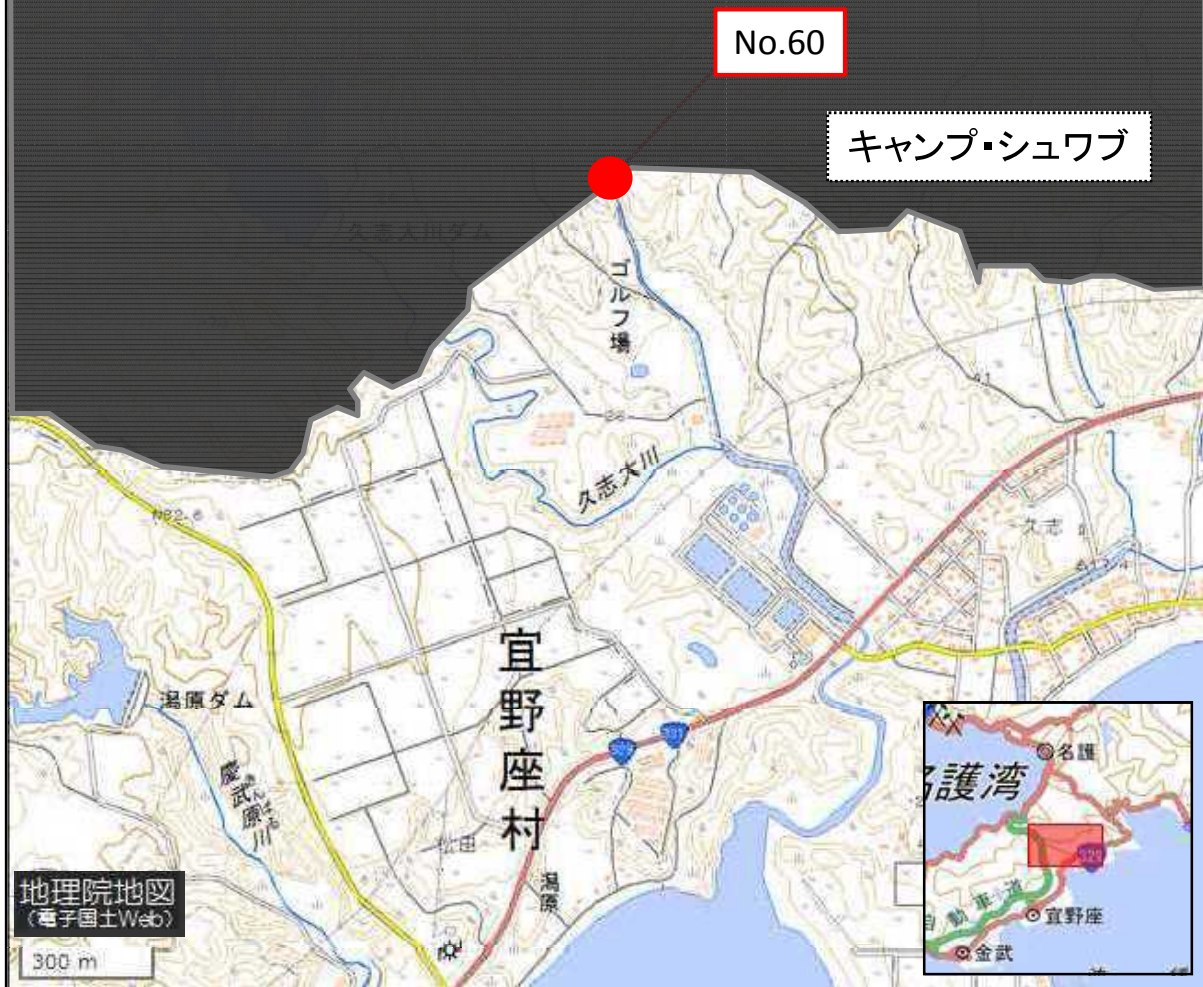 No.60
キャンプ・シュワブ
久志大川ダム
ゴルフ場
41
久志大川
久志
宜野座村
潟原ダム
慶武原川
松田
潟原
329
331
地理院地図
(電子国土Web)
300 m
名護
名護湾
329
自動車道
宜野座
金武